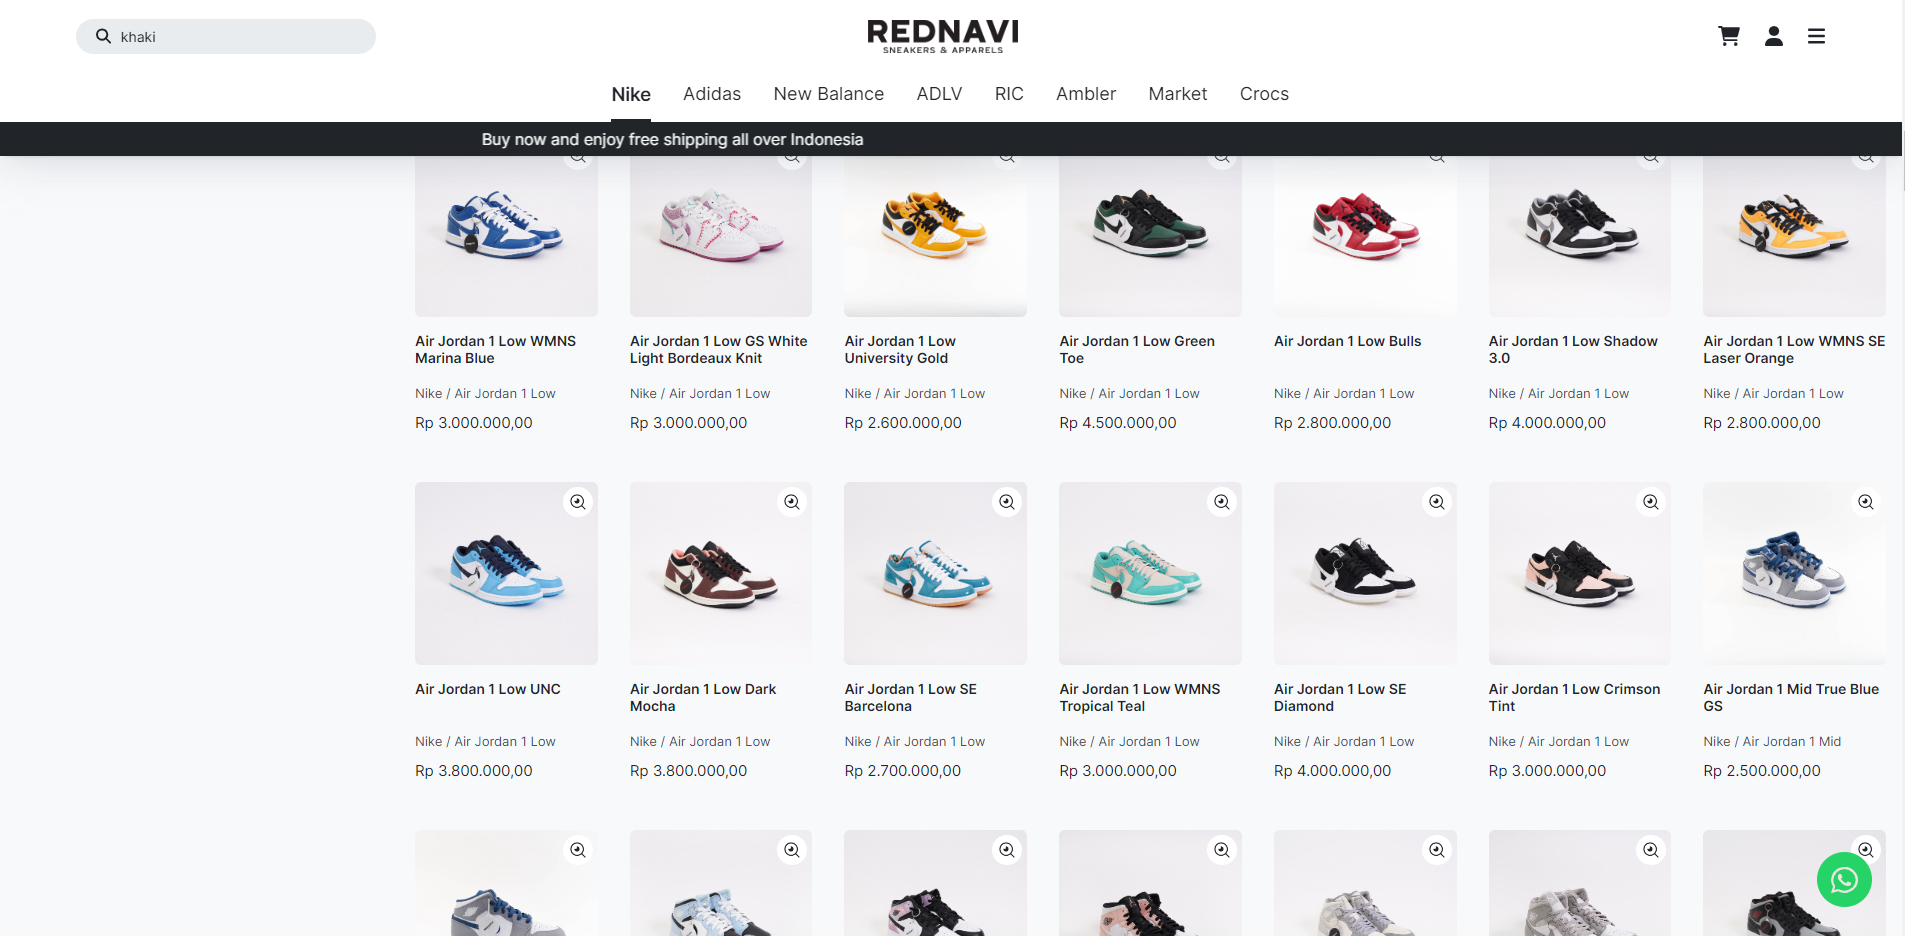 khaki
REDNAVI
SNEAKERS & APPARELS
Nike Adidas New Balance ADLV RIC Ambler Market Crocs
Buy now and enjoy free shipping all over Indonesia
Air Jordan 1 Low WMNS
Marina Blue
Nike / Air Jordan 1 Low
Rp 3.000.000,00
Air Jordan 1 Low GS White
Light Bordeaux Knit
Nike / Air Jordan 1 Low
Rp 3.000.000,00
Air Jordan 1 Low
University Gold
Nike / Air Jordan 1 Low
Rp 2.600.000,00
Air Jordan 1 Low Green
Toe
Nike / Air Jordan 1 Low
Rp 4.500.000,00
Air Jordan 1 Low Bulls
Nike / Air Jordan 1 Low
Rp 2.800.000,00
Air Jordan 1 Low Shadow
3.0
Nike / Air Jordan 1 Low
Rp 4.000.000,00
Air Jordan 1 Low WMNS SE
Laser Orange
Nike / Air Jordan 1 Low
Rp 2.800.000,00
Air Jordan 1 Low UNC
Nike / Air Jordan 1 Low
Rp 3.800.000,00
Air Jordan 1 Low Dark
Mocha
Nike / Air Jordan 1 Low
Rp 3.800.000,00
Air Jordan 1 Low SE
Barcelona
Nike / Air Jordan 1 Low
Rp 2.700.000,00
Air Jordan 1 Low WMNS
Tropical Teal
Nike / Air Jordan 1 Low
Rp 3.000.000,00
Air Jordan 1 Low SE
Diamond
Nike / Air Jordan 1 Low
Rp 4.000.000,00
Air Jordan 1 Low Crimson
Tint
Nike / Air Jordan 1 Low
Rp 3.000.000,00
Air Jordan 1 Mid True Blue
GS
Nike / Air Jordan 1 Mid
Rp 2.500.000,00